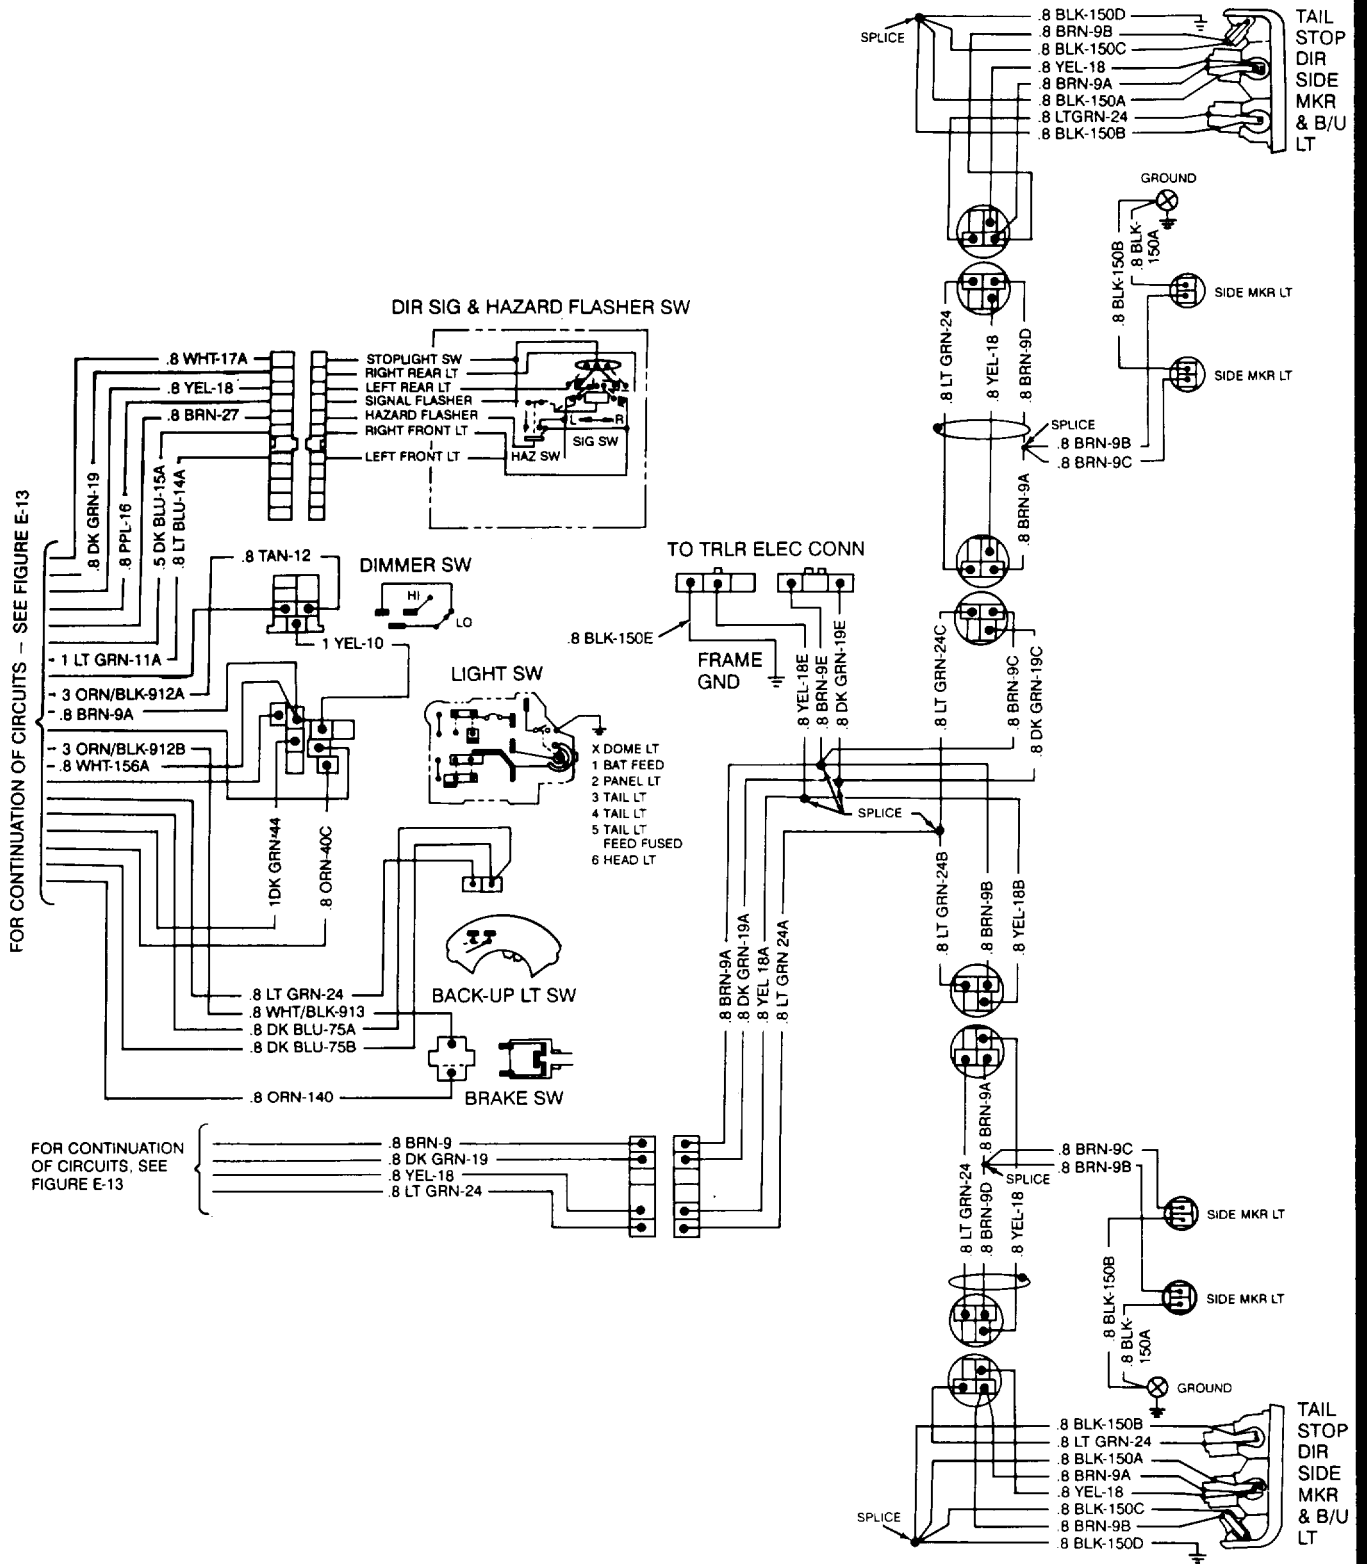 .8 BLK-150D
.8 BRN-9B
.8 BLK-150C
.8 YEL-18
.8 BRN-9A
.8 BLK-150A
.8 LTGRN-24
.8 BLK-150B
SPLICE
TAIL
STOP
DIR
SIDE
MKR
& B/U
LT
GROUND
.8 BLK-150B
.8 BLK-
150A
SIDE MKR LT
SIDE MKR LT
.8 LT GRN-24
.8 YEL-18
.8 BRN-9D
SPLICE
.8 BRN-9B
.8 BRN-9C
.8 BRN-9A
DIR SIG & HAZARD FLASHER SW
.8 WHT-17A
.8 YEL-18
.8 BRN-27
STOPLIGHT SW
RIGHT REAR LT
LEFT REAR LT
SIGNAL FLASHER
HAZARD FLASHER
RIGHT FRONT LT
LEFT FRONT LT
L
R
SIG SW
HAZ SW
.8 DK GRN-19
.8 PPL-16
.5 DK BLU-15A
.8 LT BLU-14A
FOR CONTINUATION OF CIRCUITS – SEE FIGURE E-13
.8 TAN-12
DIMMER SW
HI
LO
1 YEL-10
1 LT GRN-11A
3 ORN/BLK-912A
.8 BRN-9A
3 ORN/BLK-912B
.8 WHT-156A
LIGHT SW
X DOME LT
1 BAT FEED
2 PANEL LT
3 TAIL LT
4 TAIL LT
5 TAIL LT
FEED FUSED
6 HEAD LT
1DK GRN-44
.8 ORN-40C
TO TRLR ELEC CONN
.8 BLK-150E
FRAME
GND
.8 YEL-18E
.8 BRN-9E
.8 DK GRN-19E
.8 LT GRN-24C
.8 BRN-9C
.8 DK GRN-19C
SPLICE
.8 LT GRN-24B
.8 BRN-9B
.8 YEL-18B
.8 BRN-9A
.8 DK GRN-19A
.8 YEL 18A
.8 LT GRN 24A
BACK-UP LT SW
.8 LT GRN-24
.8 WHT/BLK-913
.8 DK BLU-75A
.8 DK BLU-75B
.8 ORN-140
BRAKE SW
FOR CONTINUATION
OF CIRCUITS, SEE
FIGURE E-13
.8 BRN-9
.8 DK GRN-19
.8 YEL-18
.8 LT GRN-24
.8 LT GRN-24
.8 BRN-9A
.8 BRN-9D
.8 YEL-18
SPLICE
.8 BRN-9C
.8 BRN-9B
SIDE MKR LT
SIDE MKR LT
.8 BLK-150B
.8 BLK-
150A
GROUND
.8 BLK-150B
.8 LT GRN-24
.8 BLK-150A
.8 BRN-9A
.8 YEL-18
.8 BLK-150C
.8 BRN-9B
.8 BLK-150D
SPLICE
TAIL
STOP
DIR
SIDE
MKR
& B/U
LT